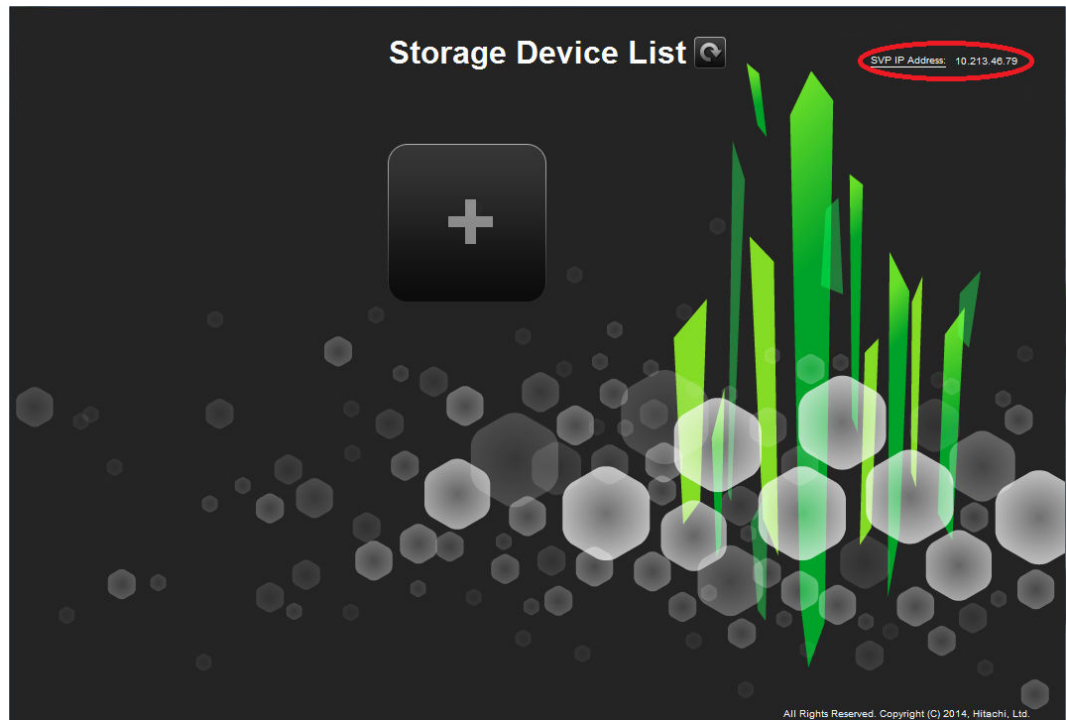 Storage Device List
SVP IP Address: 10.213.46.79
All Rights Reserved. Copyright (C) 2014, Hitachi, Ltd.